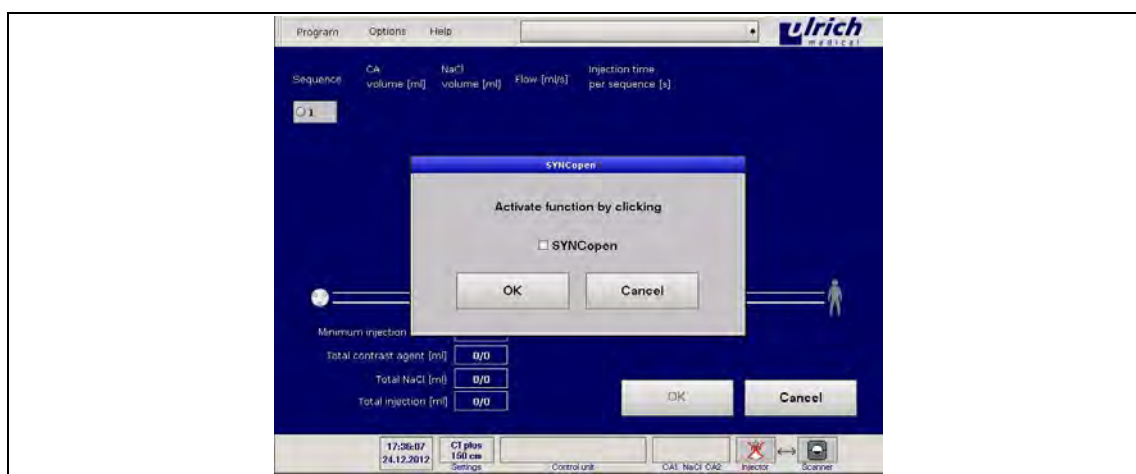 Program Options Help
ulrich
medical
Sequence CA volume [ml] NaCl volume [ml] Flow [ml/s] Injection time per sequence [s]
1
SYNCopen
Activate function by clicking
SYNCopen
OK Cancel
Minimum injection
Total contrast agent [ml] 0/0
Total NaCl [ml] 0/0
Total injection [ml] 0/0
OK Cancel
17:36:07
24.12.2012
CT plus
150 cm
Settings Control unit CA1 NaCl CA2 Injector Scanner